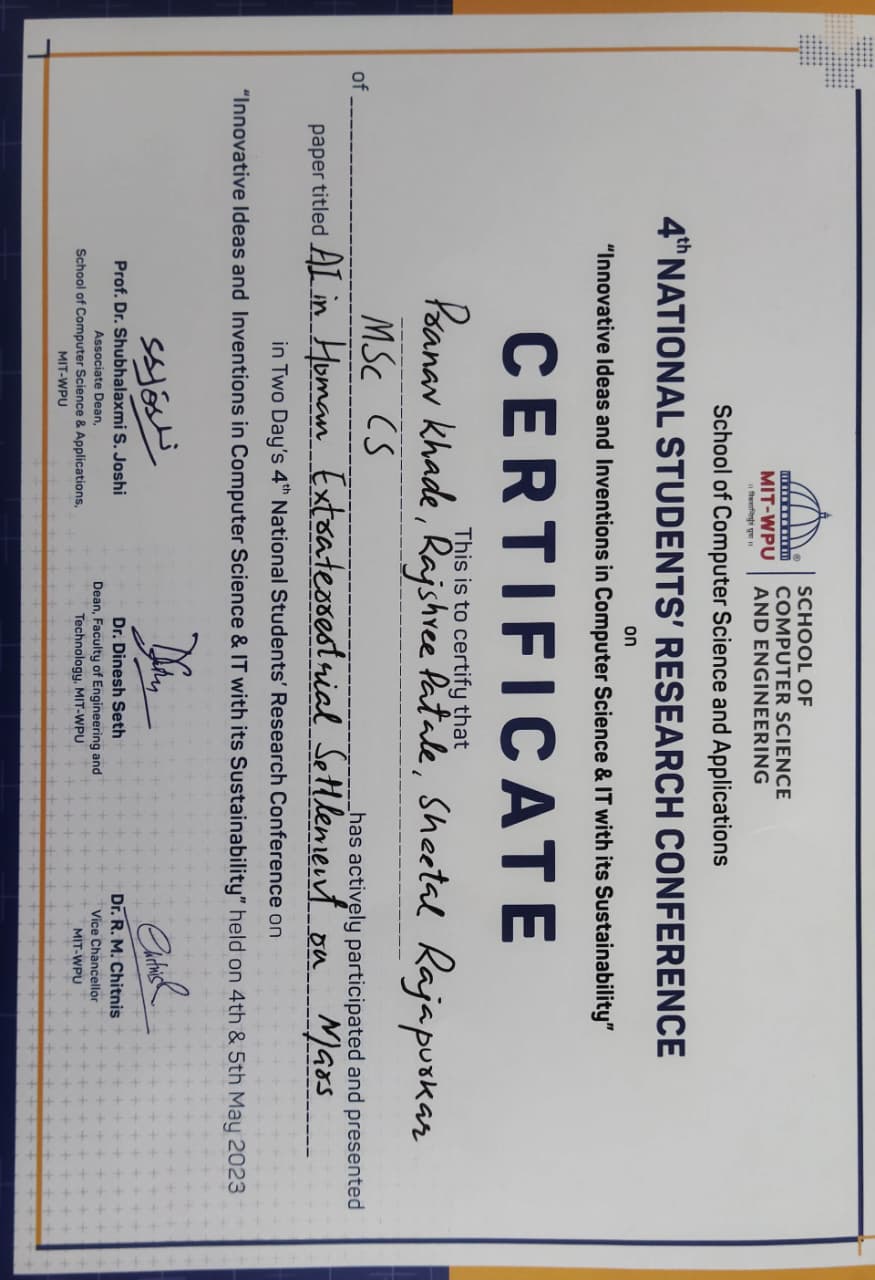 MIT-WPU
SCHOOL OF
COMPUTER SCIENCE
AND ENGINEERING
School of Computer Science and Applications
4th NATIONAL STUDENTS' RESEARCH CONFERENCE
on
"Innovative Ideas and Inventions in Computer Science & IT with its Sustainability"
CERTIFICATE
This is to certify that
Pranav Khade, Rajshree Patale, Sheetal Rajapurkar
of MSc CS has actively participated and presented
paper titled AI in Human Extraterrestrial Settlement on Mars
in Two Day's 4th National Students' Research Conference on
"Innovative Ideas and Inventions in Computer Science & IT with its Sustainability" held on 4th & 5th May 2023
SSJoshi
Chitnis
Prof. Dr. Shubhalaxmi S. Joshi
Associate Dean,
School of Computer Science & Applications,
MIT-WPU
Dr. Dinesh Seth
Dean, Faculty of Engineering and
Technology, MIT-WPU
Dr. R. M. Chitnis
Vice Chancellor
MIT-WPU